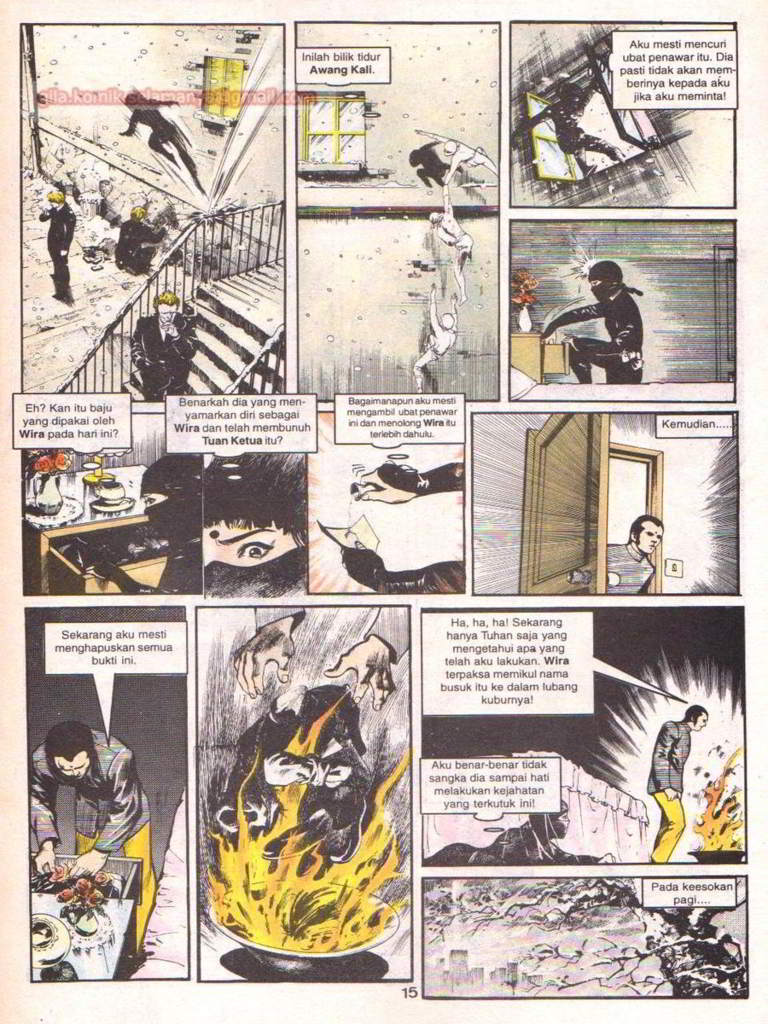 Inilah bilik tidur
Awang Kali.
Aku mesti mencuri
ubat penawar itu. Dia
pasti tidak akan mem-
berinya kepada aku
jika aku meminta!
Eh? Kan itu baju
yang dipakai oleh
Wira pada hari ini?
Benarkah dia yang men-
yamarkan diri sebagai
Wira dan telah membunuh
Tuan Ketua itu?
Bagaimanapun aku mesti
mengambil ubat penawar
ini dan menolong Wira itu
terlebih dahulu.
Kemudian.....
Sekarang aku mesti
menghapuskan semua
bukti ini.
Ha, ha, ha! Sekarang
hanya Tuhan saja yang
mengetahui apa yang
telah aku lakukan. Wira
terpaksa memikul nama
busuk itu ke dalam lubang
kuburnya!
Aku benar-benar tidak
sangka dia sampai hati
melakukan kejahatan
yang terkutuk ini!
Pada keesokan
pagi....
15